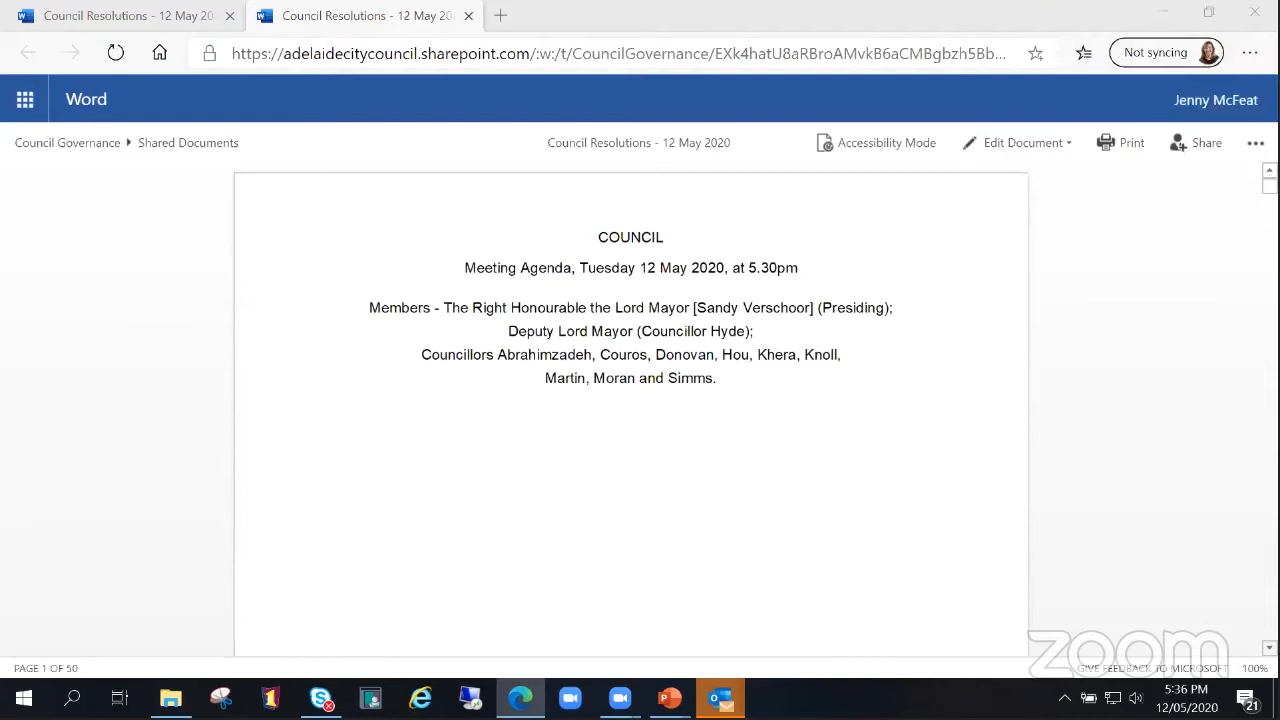 Council Resolutions - 12 May 20
Council Resolutions - 12 May 20
https://adelaidecitycouncil.sharepoint.com/:w:/t/CouncilGovernance/EXk4hatU8aRBroAMvkB6aCMBgbzh5Bb...
Not syncing
Word
Jenny McFeat
Council Governance
Shared Documents
Council Resolutions - 12 May 2020
Accessibility Mode
Edit Document
Print
Share
COUNCIL
Meeting Agenda, Tuesday 12 May 2020, at 5.30pm
Members - The Right Honourable the Lord Mayor [Sandy Verschoor] (Presiding);
Deputy Lord Mayor (Councillor Hyde);
Councillors Abrahimzadeh, Couros, Donovan, Hou, Khera, Knoll,
Martin, Moran and Simms.
zoom
PAGE 1 OF 50
GIVE FEEDBACK TO MICROSOFT
100%
5:36 PM
12/05/2020
21